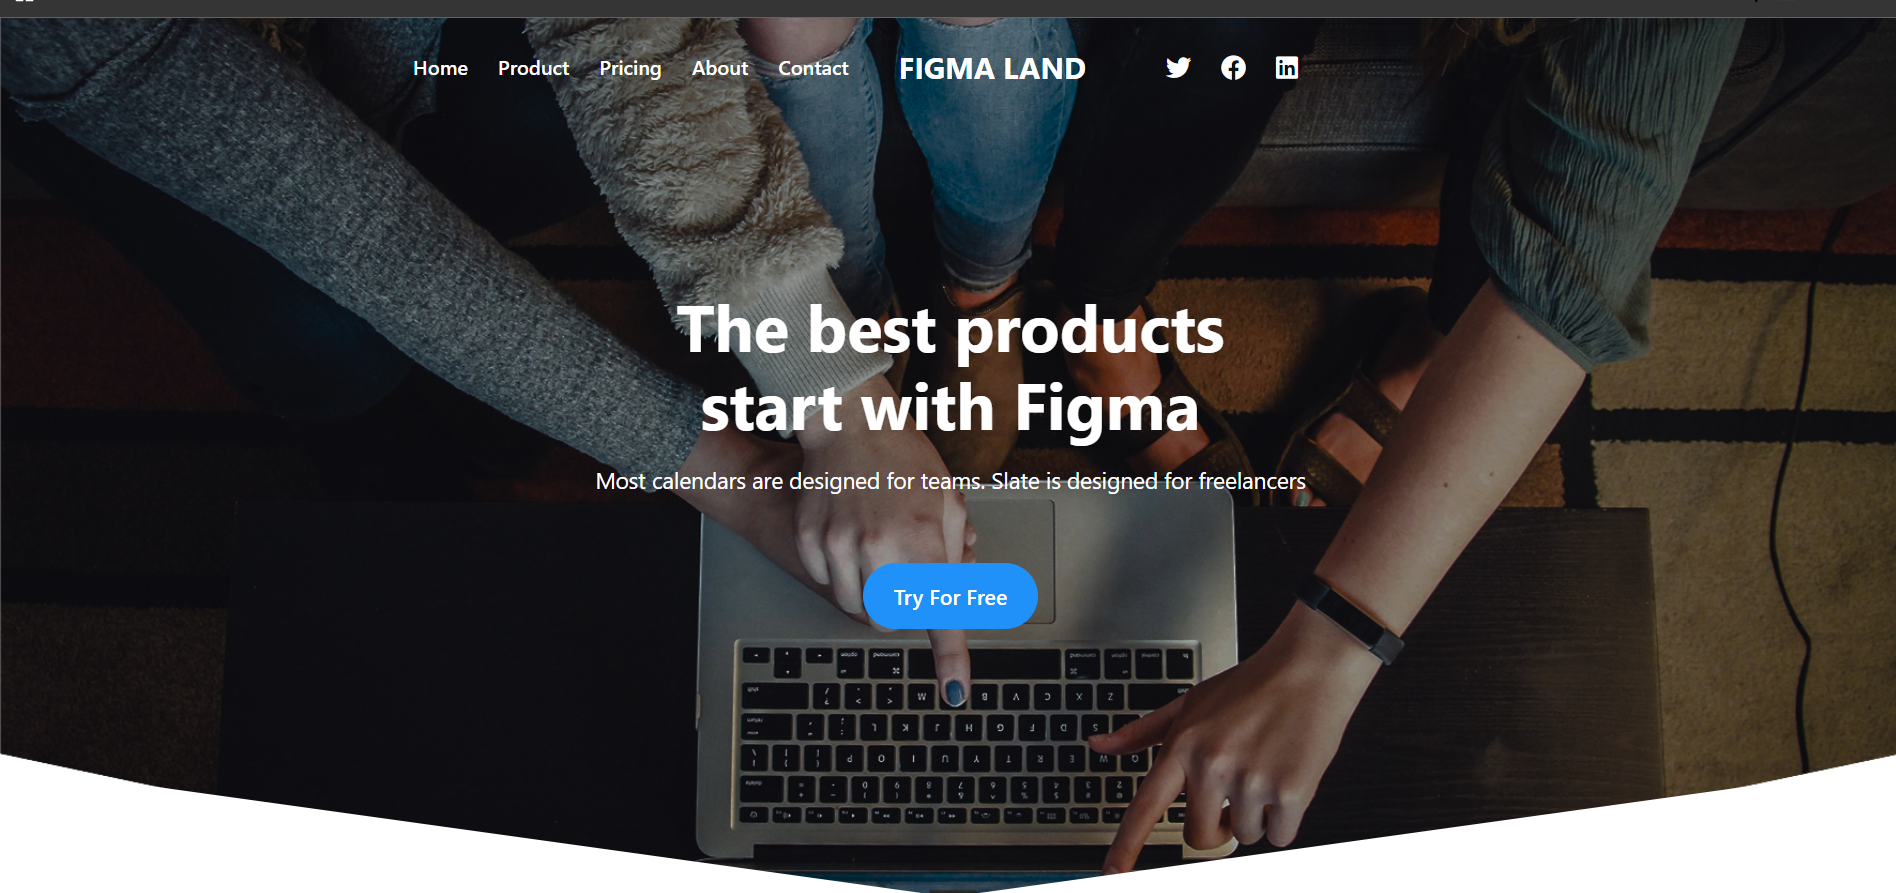 Home Product Pricing About Contact FIGMA LAND
The best products
start with Figma
Most calendars are designed for teams. Slate is designed for freelancers
Try For Free